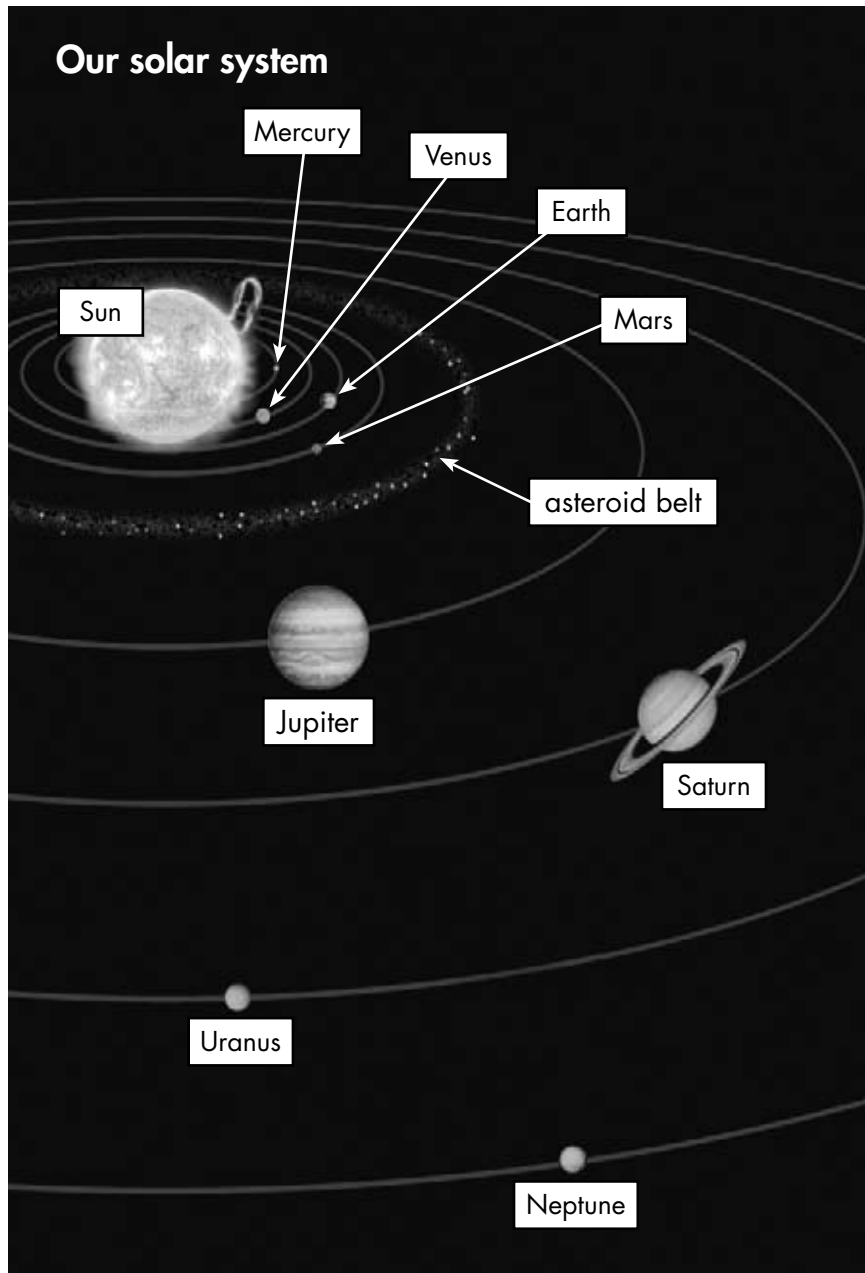 Our solar system
Mercury
Venus
Earth
Sun
Mars
asteroid belt
Jupiter
Saturn
Uranus
Neptune